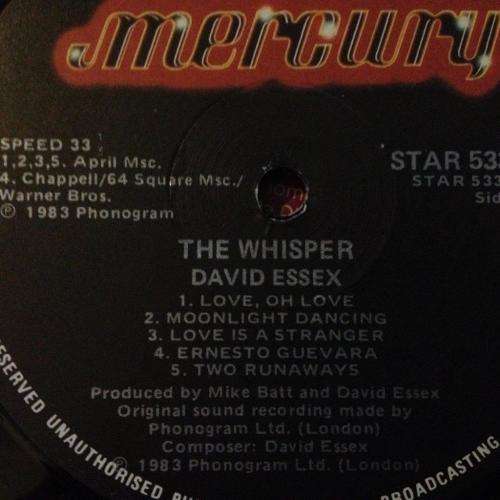 mercury
SPEED 33
1,2,3,5. April Msc.
4. Chappell/64 Square Msc./
Warner Bros.
℗ 1983 Phonogram
STAR 533
STAR 533
Sid
THE WHISPER
DAVID ESSEX
1. LOVE, OH LOVE
2. MOONLIGHT DANCING
3. LOVE IS A STRANGER
4. ERNESTO GUEVARA
5. TWO RUNAWAYS
Produced by Mike Batt and David Essex
Original sound recording made by
Phonogram Ltd. (London)
Composer: David Essex
℗ 1983 Phonogram Ltd. (London)
RESERVED UNAUTHORISED BROADCASTING